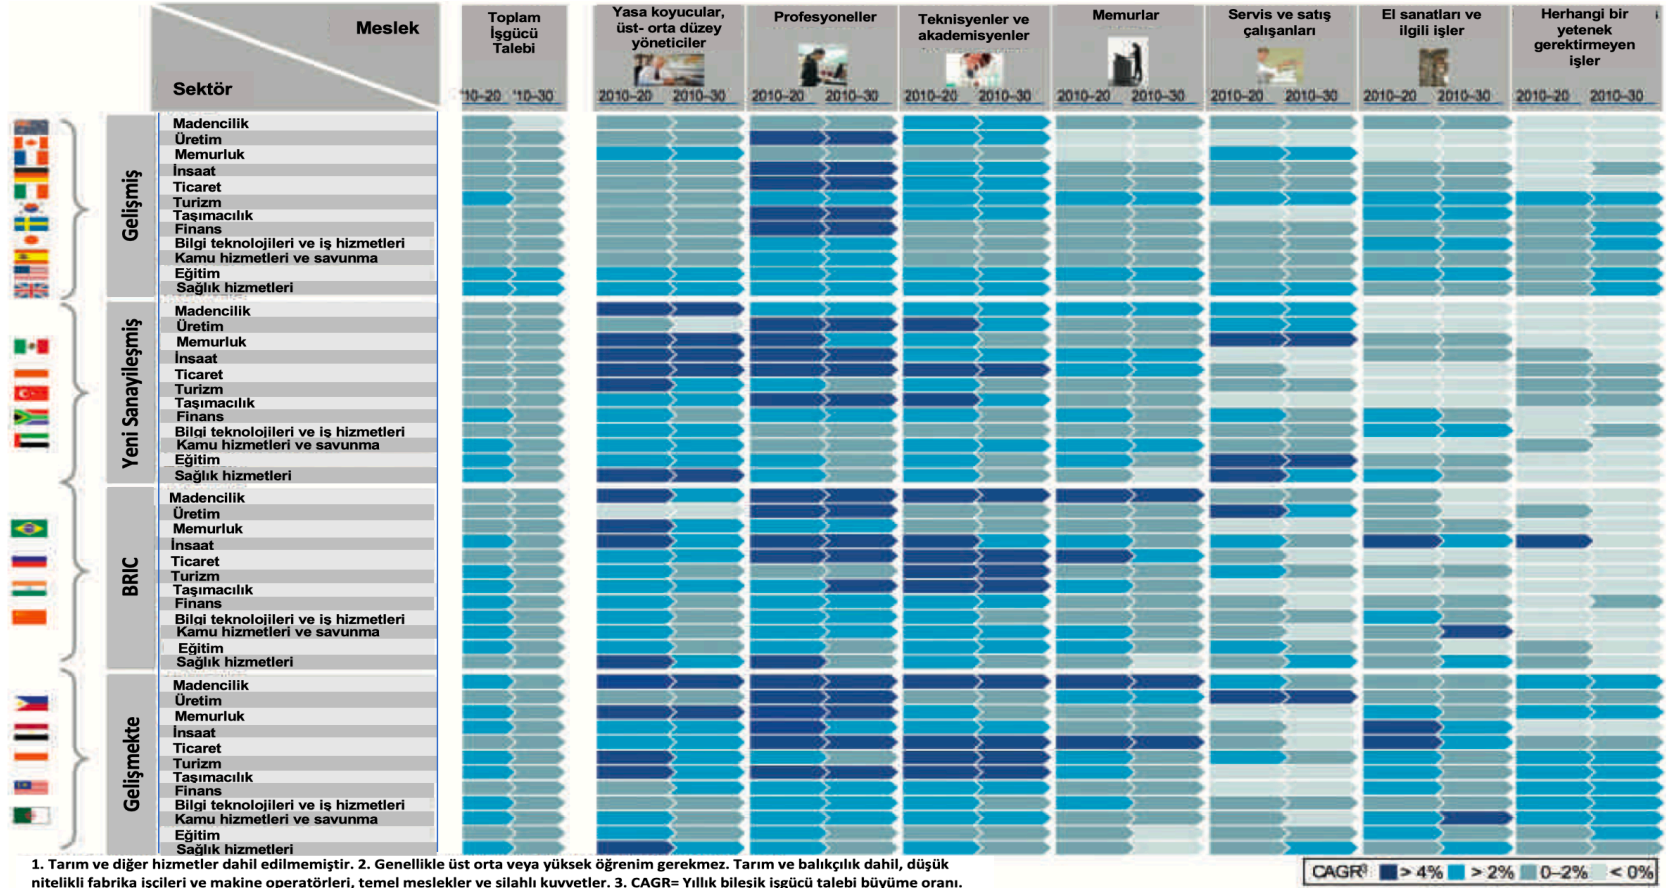 Meslek
Sektör
Toplam
İşgücü
Talebi
Yasa koyucular,
üst- orta düzey
yöneticiler
Profesyoneller
Teknisyenler ve
akademisyenler
Memurlar
Servis ve satış
çalışanları
El sanatları ve
ilgili işler
Herhangi bir
yetenek
gerektirmeyen
işler
'10–20 '10–30
2010–20 2010–30
2010–20 2010–30
2010–20 2010–30
2010–20 2010–30
2010–20 2010–30
2010–20 2010–30
2010–20 2010–30
Gelişmiş
Madencilik
Üretim
Memurluk
İnsaat
Ticaret
Turizm
Taşımacılık
Finans
Bilgi teknolojileri ve iş hizmetleri
Kamu hizmetleri ve savunma
Eğitim
Sağlık hizmetleri
Yeni Sanayileşmiş
Madencilik
Üretim
Memurluk
İnsaat
Ticaret
Turizm
Taşımacılık
Finans
Bilgi teknolojileri ve iş hizmetleri
Kamu hizmetleri ve savunma
Eğitim
Sağlık hizmetleri
BRIC
Madencilik
Üretim
Memurluk
İnsaat
Ticaret
Turizm
Taşımacılık
Finans
Bilgi teknolojileri ve iş hizmetleri
Kamu hizmetleri ve savunma
Eğitim
Sağlık hizmetleri
Gelişmekte
Madencilik
Üretim
Memurluk
İnsaat
Ticaret
Turizm
Taşımacılık
Finans
Bilgi teknolojileri ve iş hizmetleri
Kamu hizmetleri ve savunma
Eğitim
Sağlık hizmetleri
1. Tarım ve diğer hizmetler dahil edilmemiştir. 2. Genellikle üst orta veya yüksek öğrenim gerekmez. Tarım ve balıkçılık dahil, düşük
nitelikli fabrika işçileri ve makine operatörleri, temel meslekler ve silahlı kuvvetler. 3. CAGR= Yıllık bileşik işgücü talebi büyüme oranı.
CAGR³ > 4% > 2% 0–2% < 0%